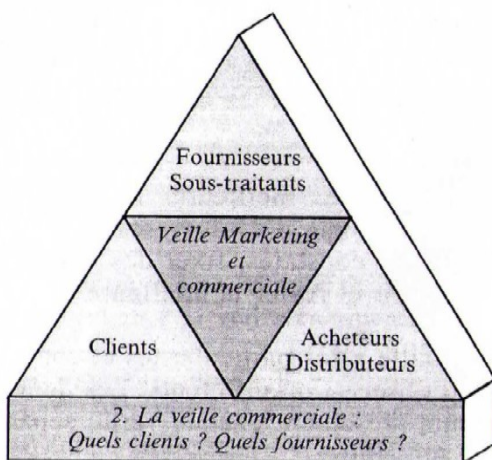 Fournisseurs
Sous-traitants
Veille Marketing
et
commerciale
Clients
Acheteurs
Distributeurs
2. La veille commerciale :
Quels clients ? Quels fournisseurs ?